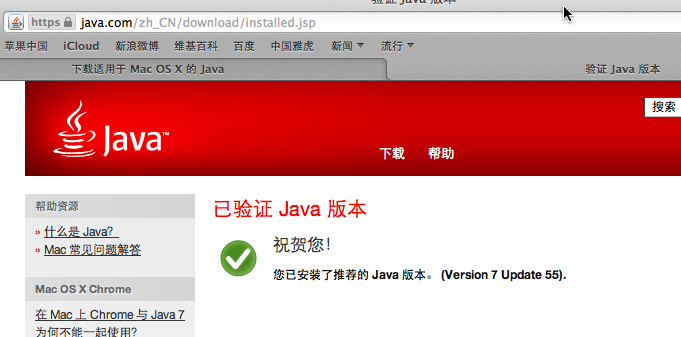 验证 Java 版本
https java.com/zh_CN/download/installed.jsp
苹果中国 iCloud 新浪微博 维基百科 百度 中国雅虎 新闻 流行
下载适用于 Mac OS X 的 Java 验证 Java 版本
搜索
Java™
下载 帮助
帮助资源
» 什么是 Java?
» Mac 常见问题解答
Mac OS X Chrome
在 Mac 上 Chrome 与 Java 7
为何不能一起使用?
已验证 Java 版本
祝贺您！
您已安装了推荐的 Java 版本。 (Version 7 Update 55).